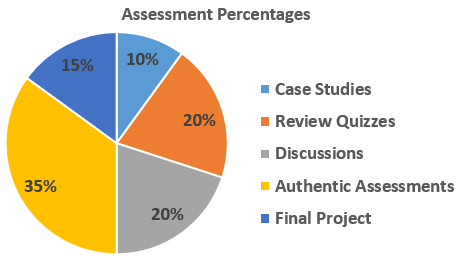 Assessment Percentages
10%
15%
20%
35%
20%
Case Studies
Review Quizzes
Discussions
Authentic Assessments
Final Project